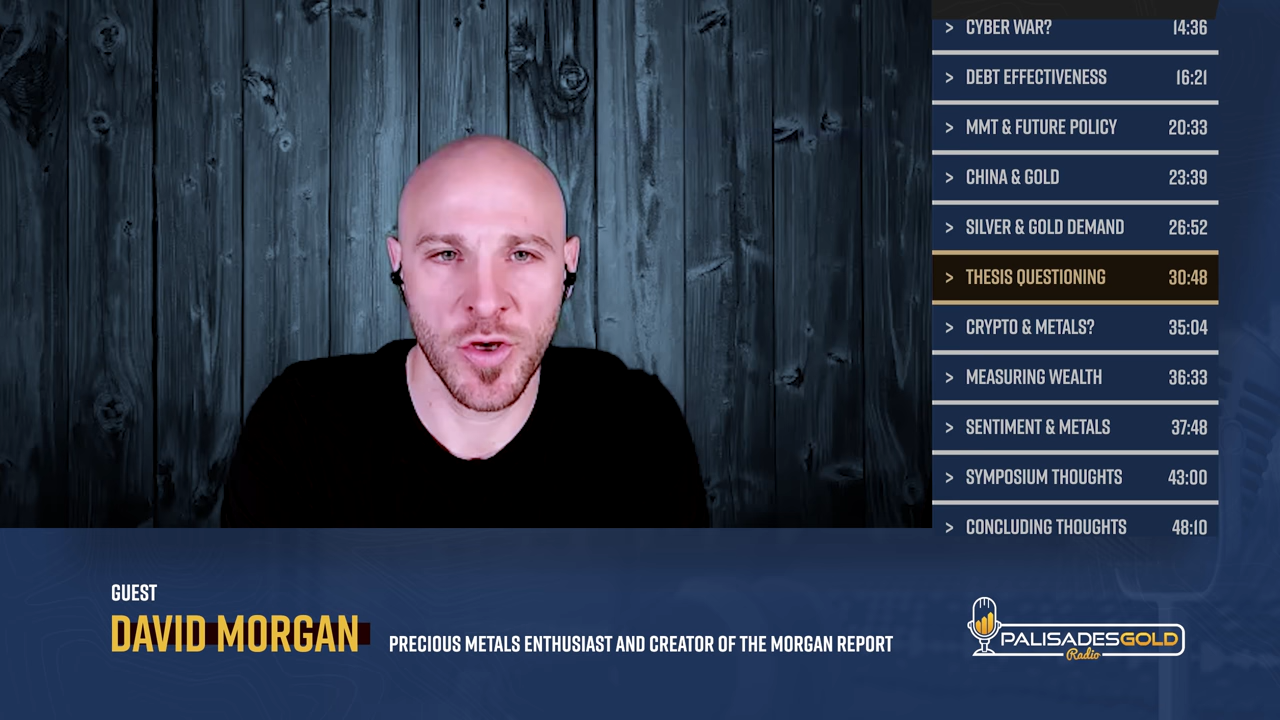 > CYBER WAR? 14:36
> DEBT EFFECTIVENESS 16:21
> MMT & FUTURE POLICY 20:33
> CHINA & GOLD 23:39
> SILVER & GOLD DEMAND 26:52
> THESIS QUESTIONING 30:48
> CRYPTO & METALS? 35:04
> MEASURING WEALTH 36:33
> SENTIMENT & METALS 37:48
> SYMPOSIUM THOUGHTS 43:00
> CONCLUDING THOUGHTS 48:10
GUEST
DAVID MORGAN
PRECIOUS METALS ENTHUSIAST AND CREATOR OF THE MORGAN REPORT
PALISADESGOLD
Radio